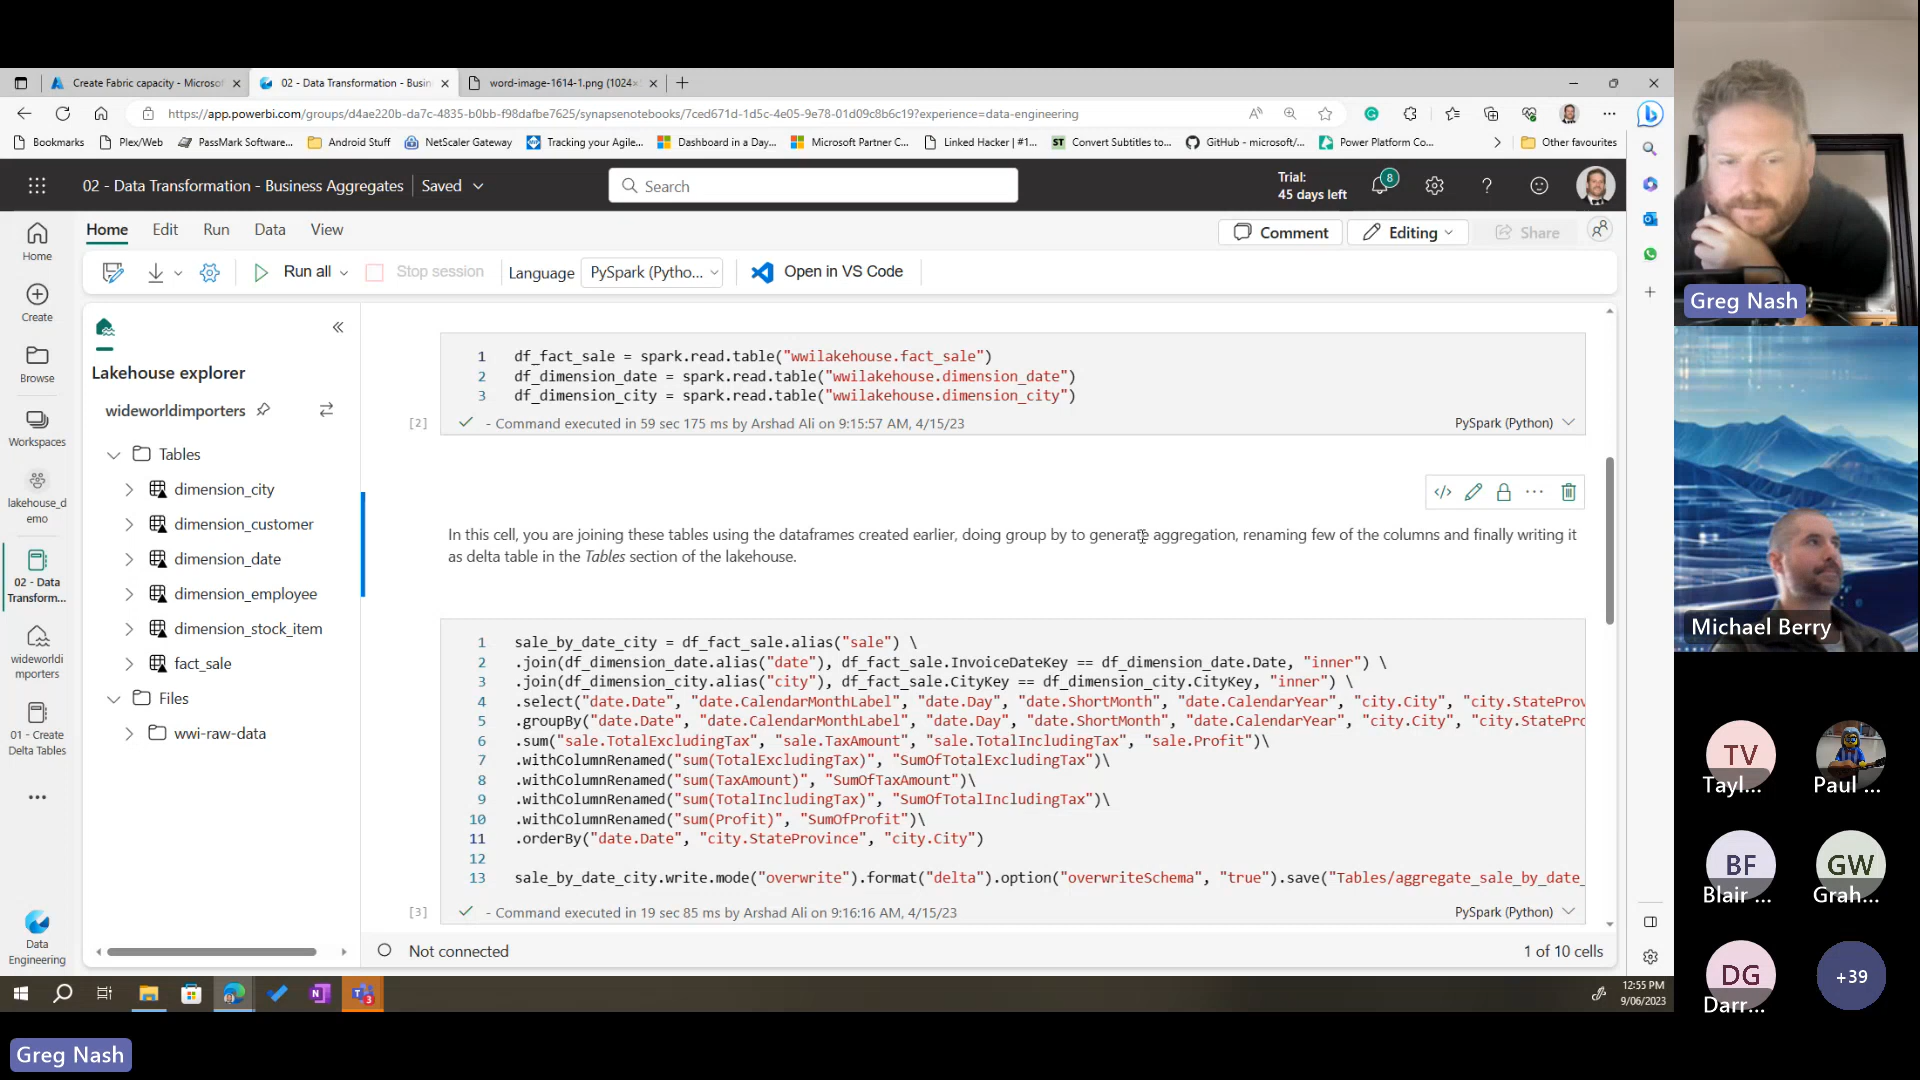 Create Fabric capacity - Microsof
02 - Data Transformation - Busin
word-image-1614-1.png (1024×
https://app.powerbi.com/groups/d4ae220b-da7c-4835-b0bb-f98dafbe7625/synapsenotebooks/7ced671d-1d5c-4e05-9e78-01d09c8b6c19?experience=data-engineering
Bookmarks
Plex/Web
PassMark Software...
Android Stuff
NetScaler Gateway
Tracking your Agile...
Dashboard in a Day...
Microsoft Partner C...
Linked Hacker | #1...
ST
Convert Subtitles to...
GitHub - microsoft/...
Power Platform Co...
Other favourites
02 - Data Transformation - Business Aggregates
Saved
Search
Trial:
45 days left
8
Home
Edit
Run
Data
View
Comment
Editing
Share
Run all
Stop session
Language
PySpark (Pytho...
Open in VS Code
Home
Create
Browse
Workspaces
lakehouse_d
emo
02 - Data
Transform...
wideworldi
mporters
01 - Create
Delta Tables
Data
Engineering
Lakehouse explorer
wideworldimporters
Tables
dimension_city
dimension_customer
dimension_date
dimension_employee
dimension_stock_item
fact_sale
Files
wwi-raw-data
1 df_fact_sale = spark.read.table("wwilakehouse.fact_sale")
2 df_dimension_date = spark.read.table("wwilakehouse.dimension_date")
3 df_dimension_city = spark.read.table("wwilakehouse.dimension_city")
[2] - Command executed in 59 sec 175 ms by Arshad Ali on 9:15:57 AM, 4/15/23
PySpark (Python)
In this cell, you are joining these tables using the dataframes created earlier, doing group by to generate aggregation, renaming few of the columns and finally writing it
as delta table in the Tables section of the lakehouse.
1 sale_by_date_city = df_fact_sale.alias("sale") \
2 .join(df_dimension_date.alias("date"), df_fact_sale.InvoiceDateKey == df_dimension_date.Date, "inner") \
3 .join(df_dimension_city.alias("city"), df_fact_sale.CityKey == df_dimension_city.CityKey, "inner") \
4 .select("date.Date", "date.CalendarMonthLabel", "date.Day", "date.ShortMonth", "date.CalendarYear", "city.City", "city.StateProv
5 .groupBy("date.Date", "date.CalendarMonthLabel", "date.Day", "date.ShortMonth", "date.CalendarYear", "city.City", "city.StatePro
6 .sum("sale.TotalExcludingTax", "sale.TaxAmount", "sale.TotalIncludingTax", "sale.Profit")\
7 .withColumnRenamed("sum(TotalExcludingTax)", "SumOfTotalExcludingTax")\
8 .withColumnRenamed("sum(TaxAmount)", "SumOfTaxAmount")\
9 .withColumnRenamed("sum(TotalIncludingTax)", "SumOfTotalIncludingTax")\
10 .withColumnRenamed("sum(Profit)", "SumOfProfit")\
11 .orderBy("date.Date", "city.StateProvince", "city.City")
12
13 sale_by_date_city.write.mode("overwrite").format("delta").option("overwriteSchema", "true").save("Tables/aggregate_sale_by_date_
[3] - Command executed in 19 sec 85 ms by Arshad Ali on 9:16:16 AM, 4/15/23
PySpark (Python)
Not connected
1 of 10 cells
12:55 PM
9/06/2023
Greg Nash
Greg Nash
Michael Berry
TV
Tayl...
Paul ...
BF
Blair ...
GW
Grah...
DG
Darr...
+39